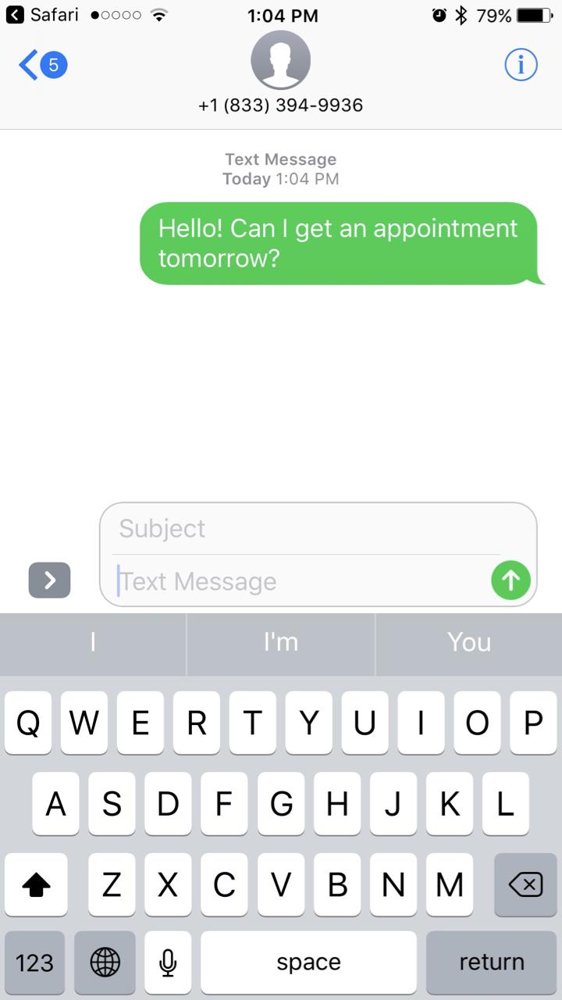 Safari 1:04 PM 79%
5
+1 (833) 394-9936
Text Message
Today 1:04 PM
Hello! Can I get an appointment
tomorrow?
Subject
Text Message
I I'm You
Q W E R T Y U I O P
A S D F G H J K L
Z X C V B N M
123 space return